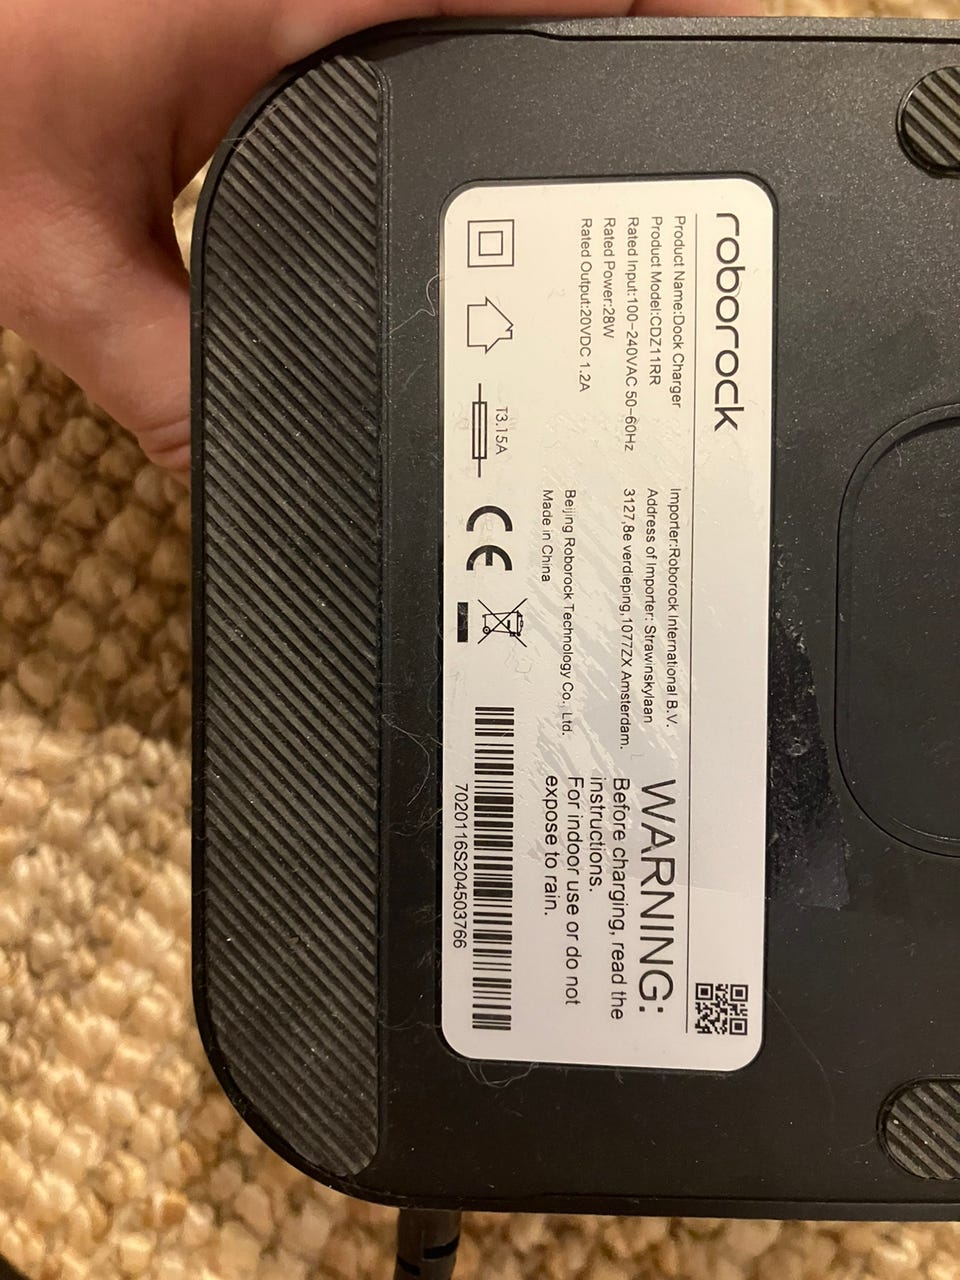 roborock
Product Name:Dock Charger
Product Model:CDZ11RR
Rated Input:100-240VAC 50-60Hz
Rated Power:28W
Rated Output:20VDC 1.2A
Importer:Roborock International B.V.
Address of Importer: Strawinskylaan
3127,8e verdieping,1077ZX Amsterdam.
Beijing Roborock Technology Co., Ltd.
Made in China
WARNING:
Before charging, read the
instructions.
For indoor use or do not
expose to rain.
T3.15A
CE
7020116S204503766